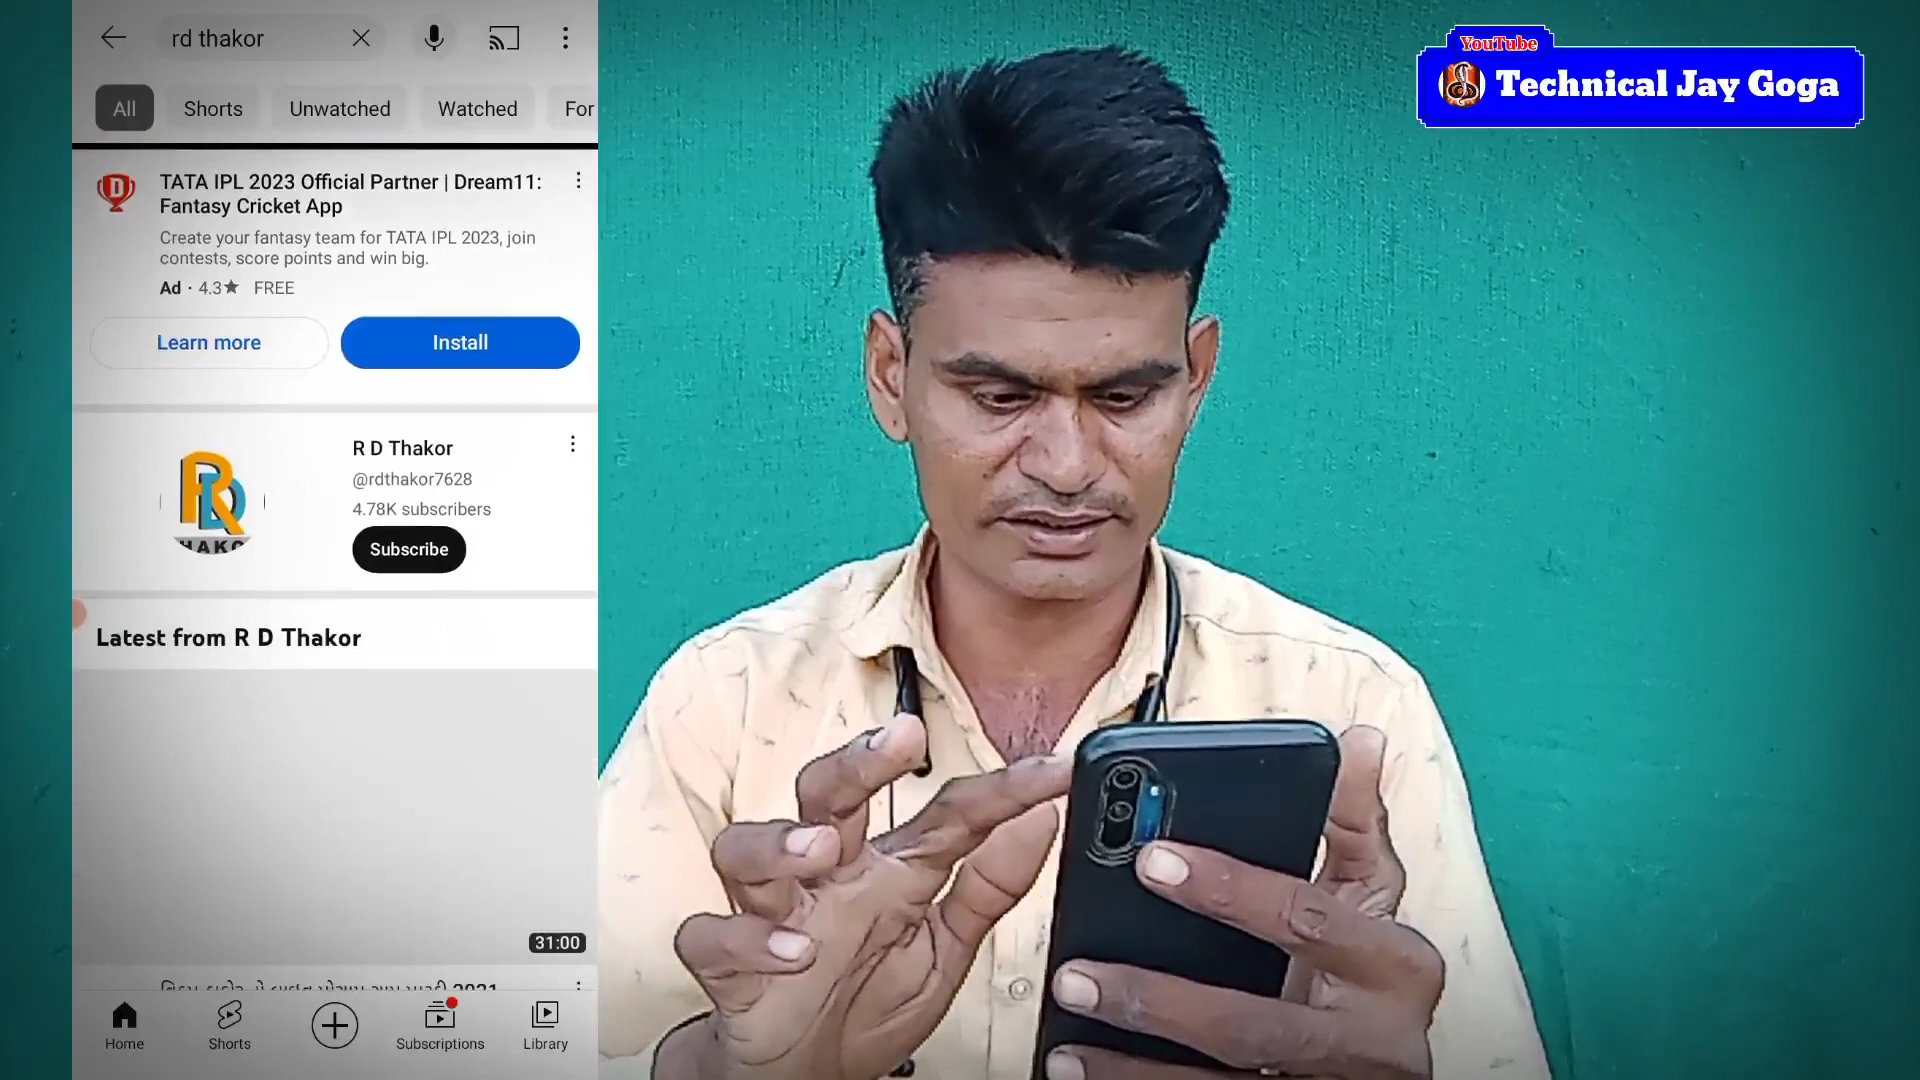 rd thakor
All
Shorts
Unwatched
Watched
For
TATA IPL 2023 Official Partner | Dream11:
Fantasy Cricket App
Create your fantasy team for TATA IPL 2023, join
contests, score points and win big.
Ad · 4.3★ FREE
Learn more
Install
R D Thakor
@rdthakor7628
4.78K subscribers
Subscribe
Latest from R D Thakor
31:00
2021
Home
Shorts
Subscriptions
Library
YouTube
Technical Jay Goga